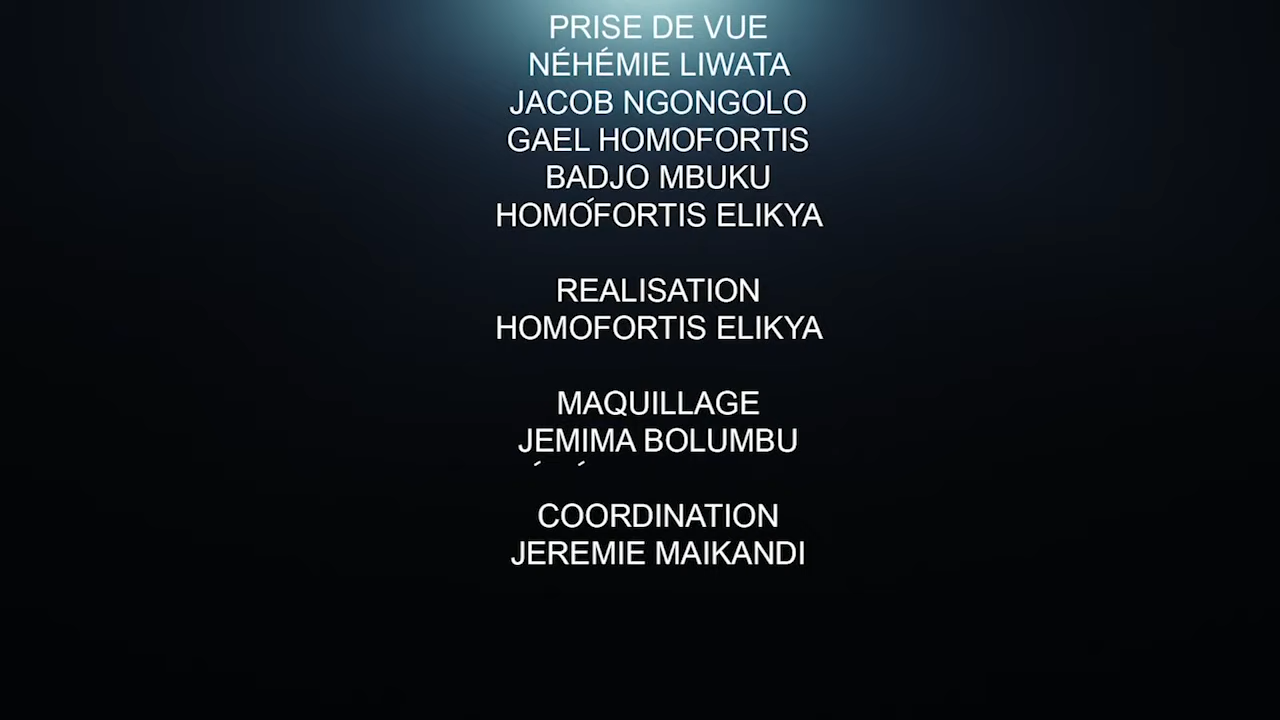 PRISE DE VUE
NÉHÉMIE LIWATA
JACOB NGONGOLO
GAEL HOMOFORTIS
BADJO MBUKU
HOMOFORTIS ELIKYA
REALISATION
HOMOFORTIS ELIKYA
MAQUILLAGE
JEMIMA BOLUMBU
COORDINATION
JEREMIE MAIKANDI